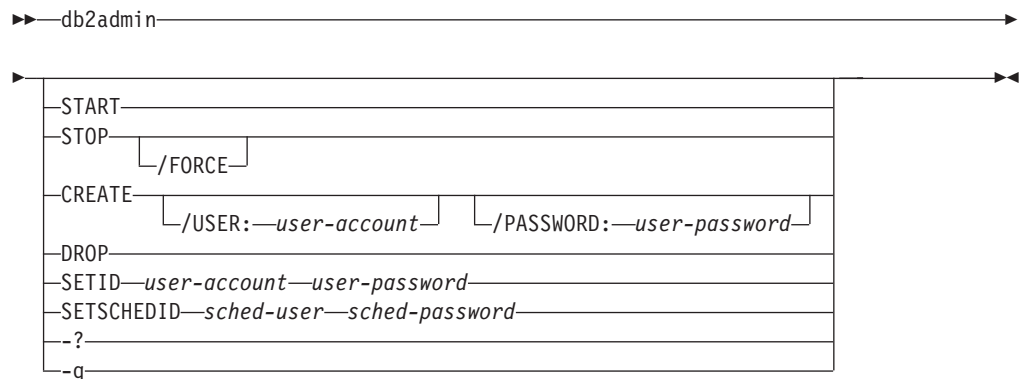 db2admin
START
STOP
/FORCE
CREATE
/USER: user-account /PASSWORD: user-password
DROP
SETID user-account user-password
SETSCHEDID sched-user sched-password
-?
-q